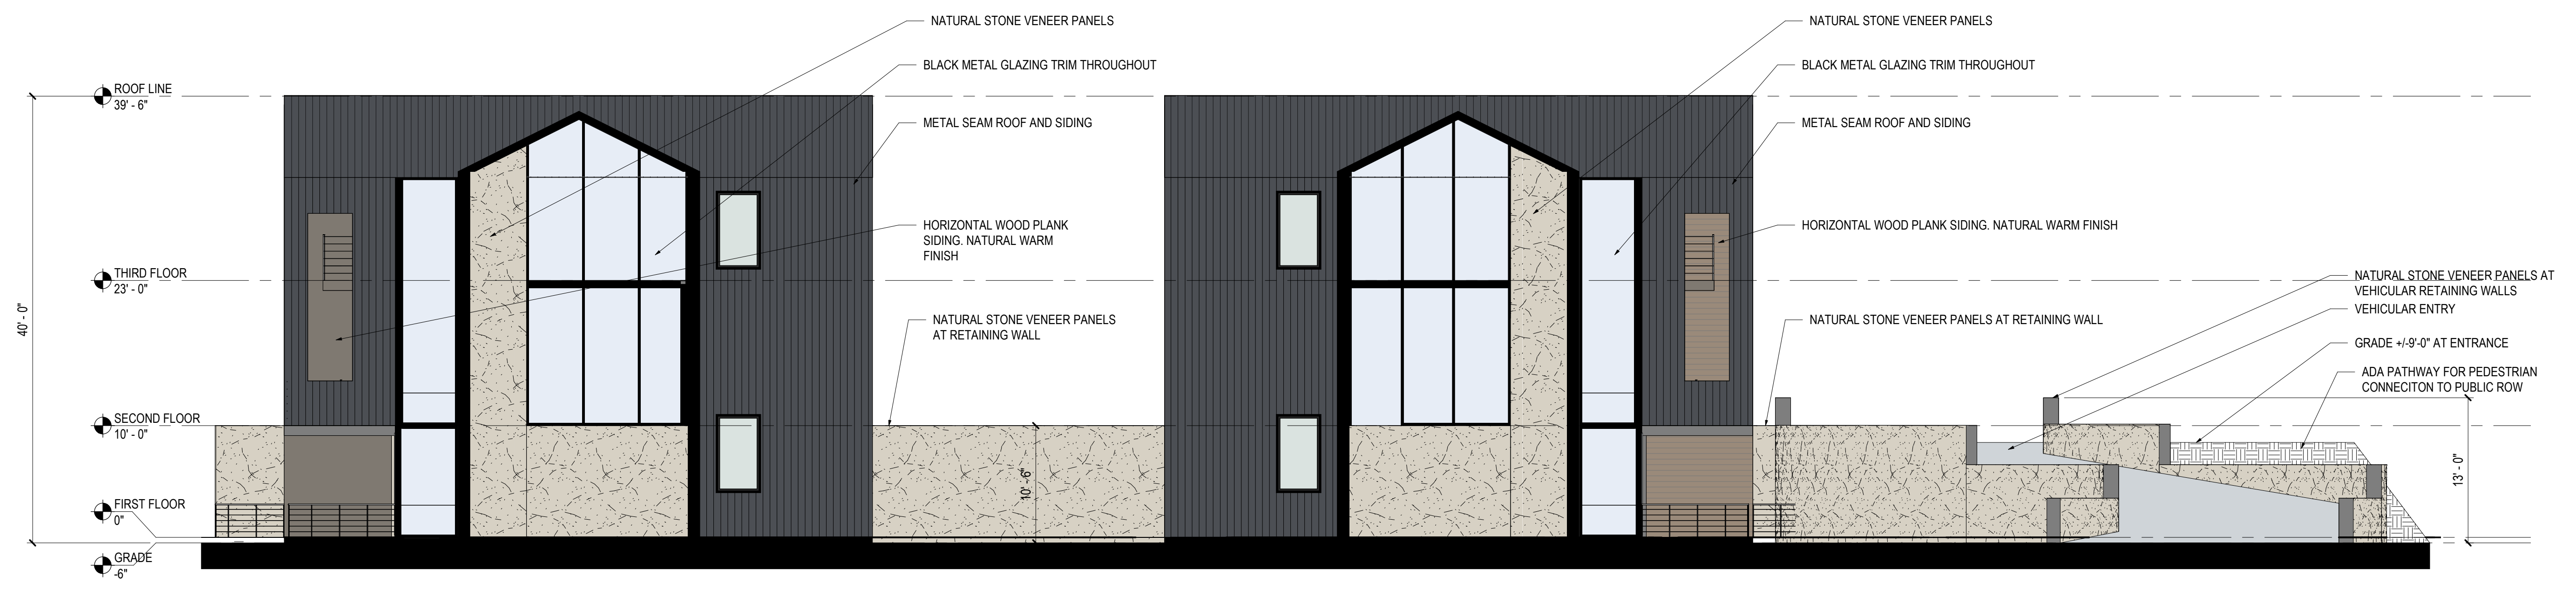 NATURAL STONE VENEER PANELS
NATURAL STONE VENEER PANELS
BLACK METAL GLAZING TRIM THROUGHOUT
BLACK METAL GLAZING TRIM THROUGHOUT
ROOF LINE
39' - 6"
METAL SEAM ROOF AND SIDING
METAL SEAM ROOF AND SIDING
HORIZONTAL WOOD PLANK
SIDING. NATURAL WARM
FINISH
HORIZONTAL WOOD PLANK SIDING. NATURAL WARM FINISH
THIRD FLOOR
23' - 0"
NATURAL STONE VENEER PANELS AT
VEHICULAR RETAINING WALLS
VEHICULAR ENTRY
40' - 0"
NATURAL STONE VENEER PANELS
AT RETAINING WALL
NATURAL STONE VENEER PANELS AT RETAINING WALL
GRADE +/-9'-0" AT ENTRANCE
ADA PATHWAY FOR PEDESTRIAN
CONNECITON TO PUBLIC ROW
SECOND FLOOR
10' - 0"
10' - 6"
13' - 0"
FIRST FLOOR
0"
GRADE
-6"